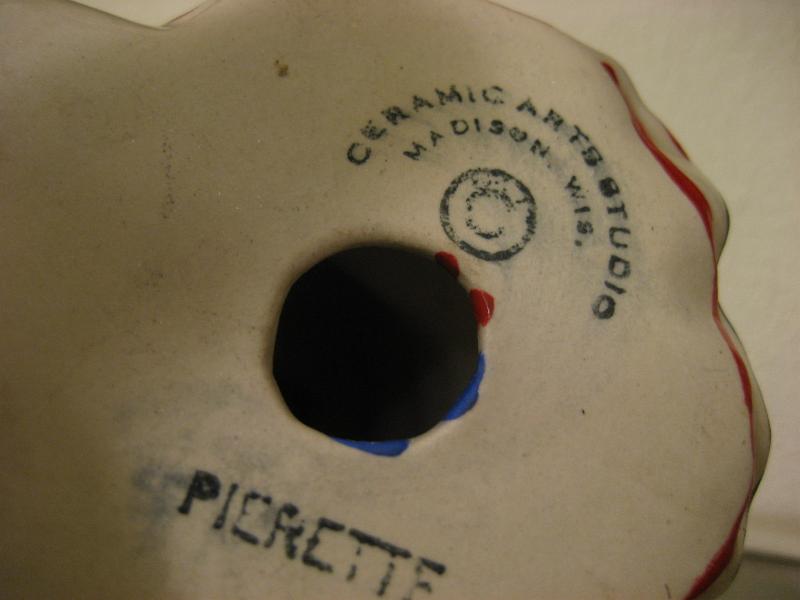 CERAMIC ARTS STUDIO
MADISON, WIS.
©
PIERETTE